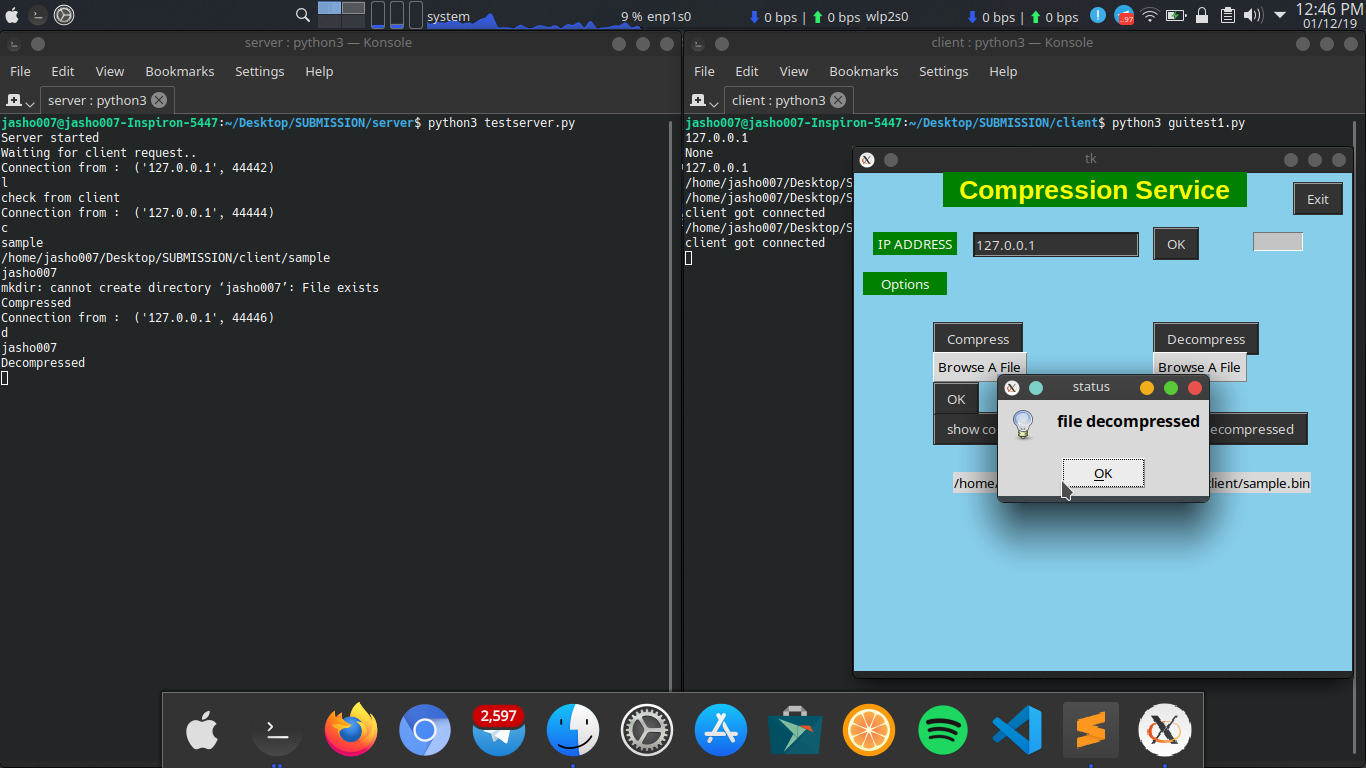 system
9 % enp1s0
0 bps | 0 bps wlp2s0
0 bps | 0 bps
12:46 PM
01/12/19
server : python3 — Konsole
File Edit View Bookmarks Settings Help
server : python3
jasho007@jasho007-Inspiron-5447:~/Desktop/SUBMISSION/server$ python3 testserver.py
Server started
Waiting for client request..
Connection from : ('127.0.0.1', 44442)
l
check from client
Connection from : ('127.0.0.1', 44444)
c
sample
/home/jasho007/Desktop/SUBMISSION/client/sample
jasho007
mkdir: cannot create directory ‘jasho007’: File exists
Compressed
Connection from : ('127.0.0.1', 44446)
d
jasho007
Decompressed
client : python3 — Konsole
File Edit View Bookmarks Settings Help
client : python3
jasho007@jasho007-Inspiron-5447:~/Desktop/SUBMISSION/client$ python3 guitest1.py
127.0.0.1
None
127.0.0.1
/home/jasho007/Desktop/S
/home/jasho007/Desktop/S
client got connected
/home/jasho007/Desktop/S
client got connected
tk
Compression Service
Exit
IP ADDRESS 127.0.0.1 OK
Options
Compress Decompress
Browse A File Browse A File
OK
show co ecompressed
/home/ client/sample.bin
status
file decompressed
OK
2,597